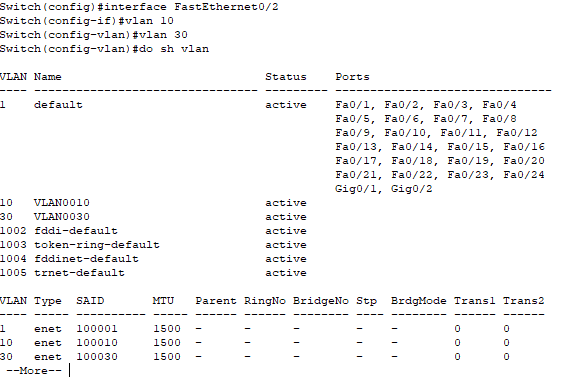 Switch(config)#interface FastEthernet0/2
Switch(config-if)#vlan 10
Switch(config-vlan)#vlan 30
Switch(config-vlan)#do sh vlan
VLAN Name                             Status    Ports
---- -------------------------------- --------- -------------------------------
1    default                          active    Fa0/1, Fa0/2, Fa0/3, Fa0/4
                                                Fa0/5, Fa0/6, Fa0/7, Fa0/8
                                                Fa0/9, Fa0/10, Fa0/11, Fa0/12
                                                Fa0/13, Fa0/14, Fa0/15, Fa0/16
                                                Fa0/17, Fa0/18, Fa0/19, Fa0/20
                                                Fa0/21, Fa0/22, Fa0/23, Fa0/24
                                                Gig0/1, Gig0/2
10   VLAN0010                         active
30   VLAN0030                         active
1002 fddi-default                     active
1003 token-ring-default               active
1004 fddinet-default                  active
1005 trnet-default                    active
VLAN Type  SAID       MTU   Parent RingNo BridgeNo Stp  BrdgMode Trans1 Trans2
---- ----- ---------- ----- ------ ------ -------- ---- -------- ------ ------
1    enet  100001     1500  -      -      -        -    -        0      0
10   enet  100010     1500  -      -      -        -    -        0      0
30   enet  100030     1500  -      -      -        -    -        0      0
 --More--